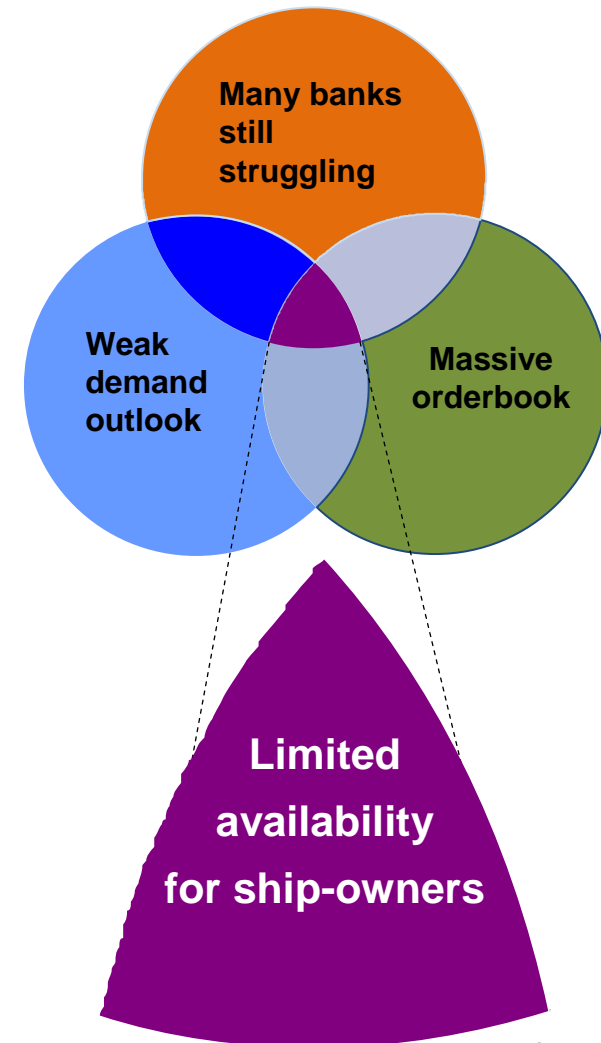 Many banks
still
struggling
Weak
demand
outlook
Massive
orderbook
Limited
availability
for ship-owners